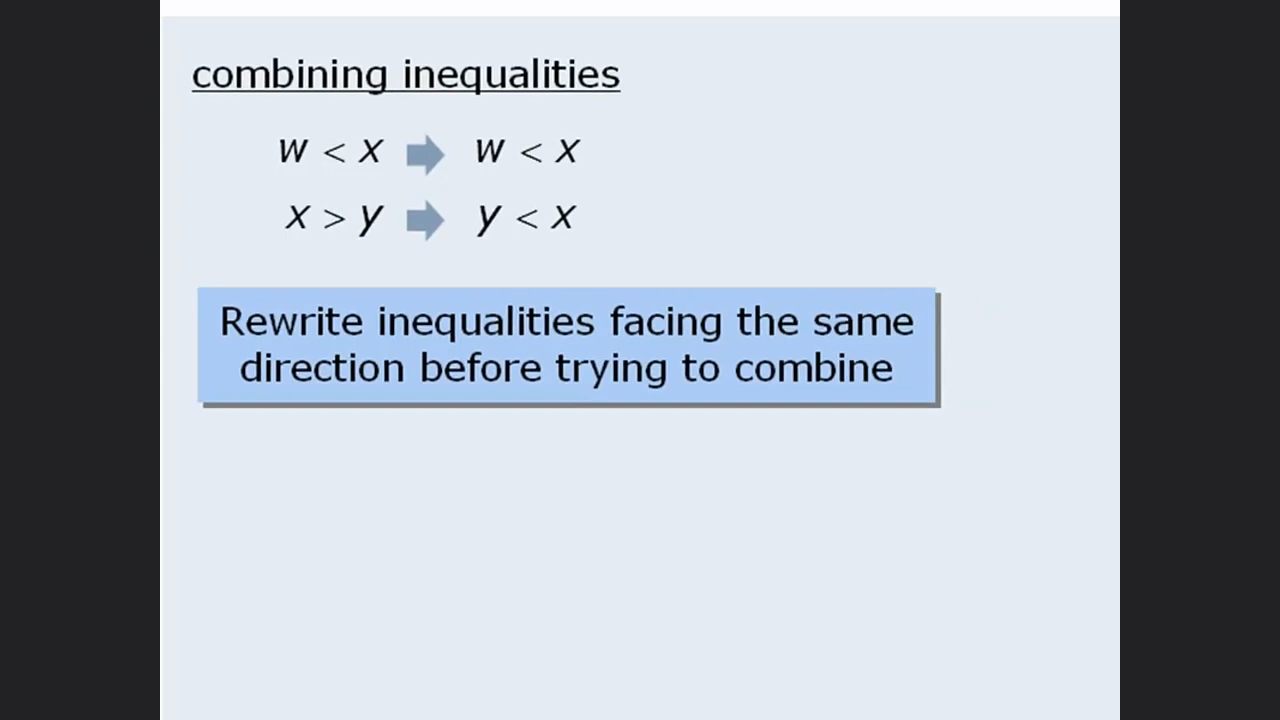 combining inequalities
w < x ➡ w < x
x > y ➡ y < x
Rewrite inequalities facing the same
direction before trying to combine